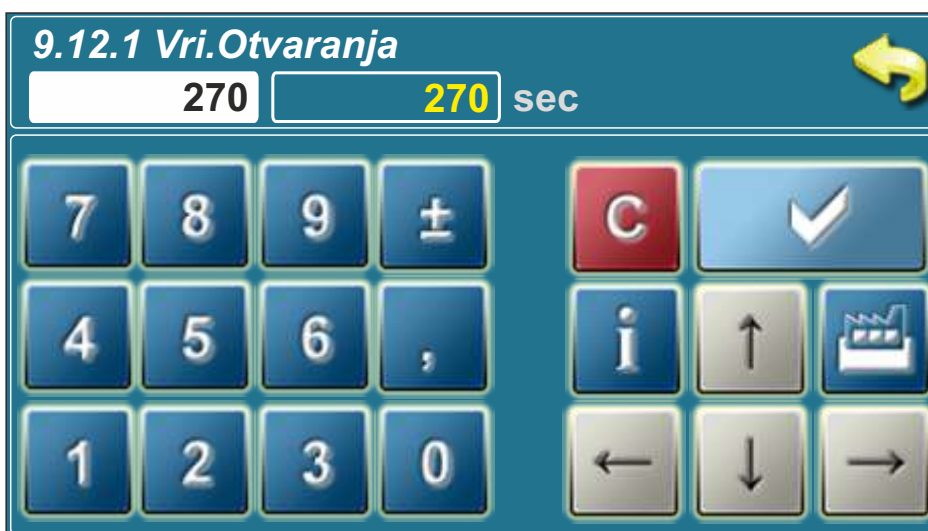 9.12.1 Vri.Otvaranja
270 270 sec
7 8 9 ± C
4 5 6 , i ↑
1 2 3 0 ← ↓ →